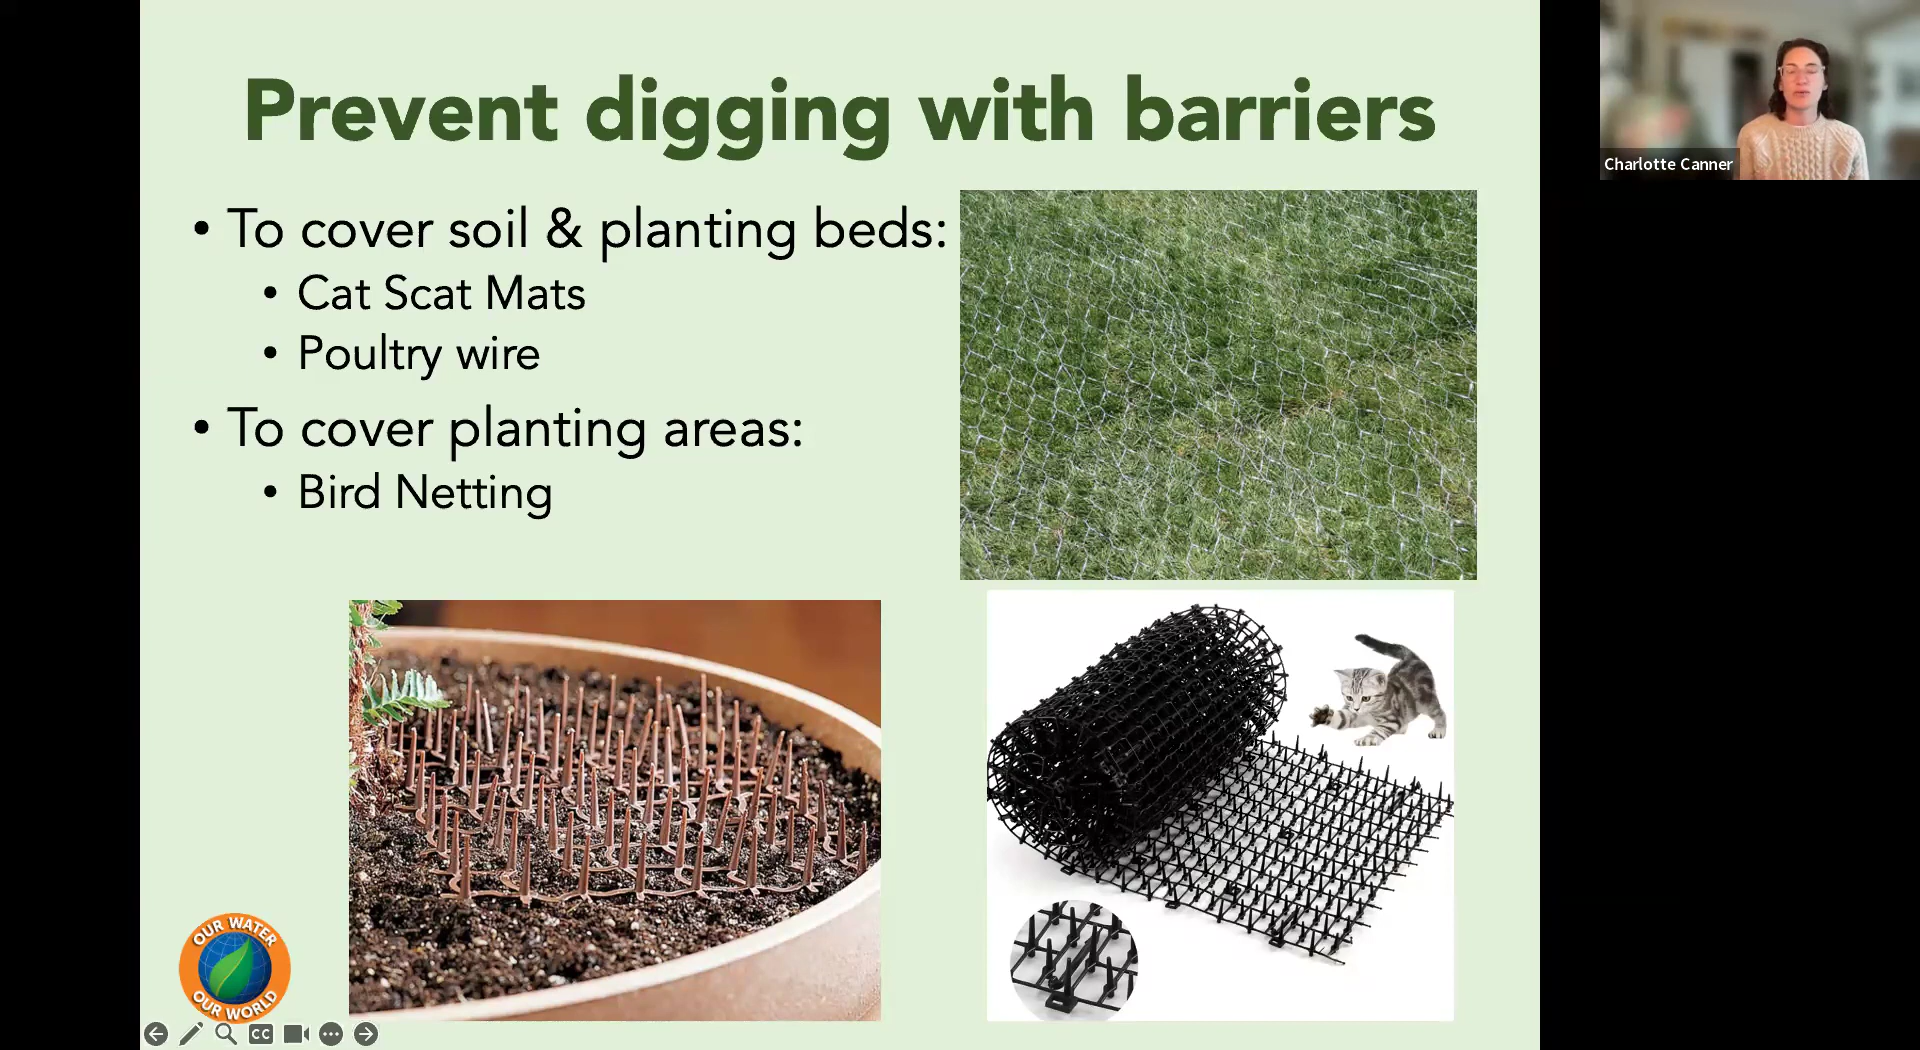 Prevent digging with barriers
• To cover soil & planting beds:
• Cat Scat Mats
• Poultry wire
• To cover planting areas:
• Bird Netting
OUR WATER
OUR WORLD
CC
Charlotte Canner